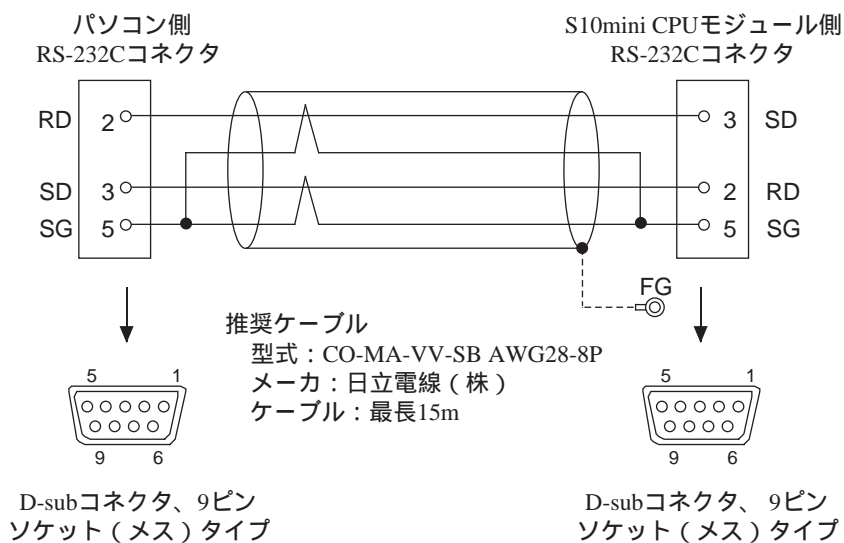 パソコン側
RS-232Cコネクタ
S10mini CPUモジュール側
RS-232Cコネクタ
RD 2
3 SD
SD 3
2 RD
SG 5
5 SG
FG
推奨ケーブル
型式:CO-MA-VV-SB AWG28-8P
メーカ:日立電線(株)
ケーブル:最長15m
5 1
9 6
5 1
9 6
D-subコネクタ、9ピン
ソケット(メス)タイプ
D-subコネクタ、9ピン
ソケット(メス)タイプ